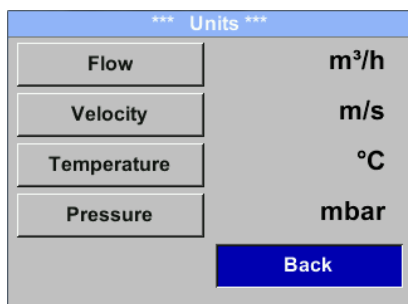 *** Units ***
Flow m³/h
Velocity m/s
Temperature °C
Pressure mbar
Back